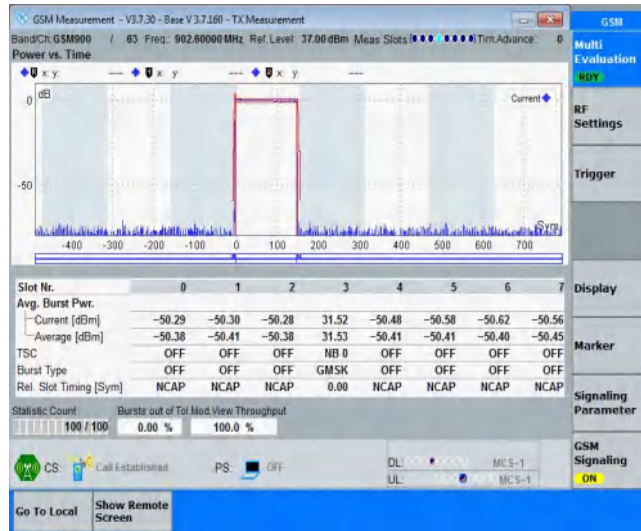 GSM Measurement - V3.7.30 - Base V 3.7.160 - TX Measurement
GSM
Band/Ch: GSM900 / 63 Freq.: 902.60000 MHz Ref. Level: 37.00 dBm Meas Slots Tim.Advance: 0
Power vs. Time
Multi Evaluation
RDY
x: y: --- x: y: --- x: y: ---
dB
Current
0
-50
Sym
-400 -300 -200 -100 0 100 200 300 400 500 600 700
RF Settings
Trigger
Slot Nr. 0 1 2 3 4 5 6 7
Avg. Burst Pwr.
Current [dBm] -50.29 -50.30 -50.28 31.52 -50.48 -50.58 -50.62 -50.56
Average [dBm] -50.38 -50.41 -50.38 31.53 -50.41 -50.41 -50.40 -50.45
TSC OFF OFF OFF NB 0 OFF OFF OFF OFF
Burst Type OFF OFF OFF GMSK OFF OFF OFF OFF
Rel. Slot Timing [Sym] NCAP NCAP NCAP 0.00 NCAP NCAP NCAP NCAP
Display
Marker
Signaling Parameter
Statistic Count Bursts out of Tol. Mod.View Throughput
100 / 100 0.00 % 100.0 %
CS: Call Established PS: OFF DL: MCS-1
UL: MCS-1
GSM Signaling
ON
Go To Local
Show Remote Screen